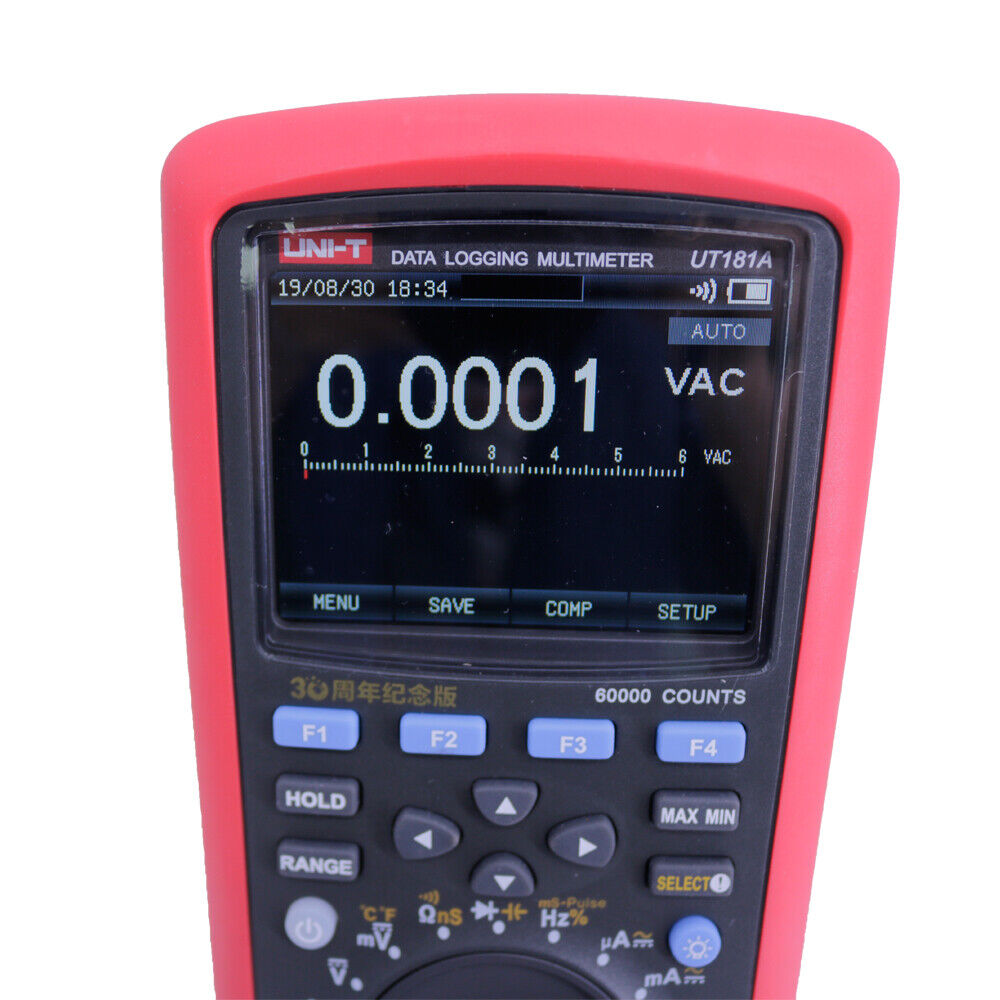 UNI-T DATA LOGGING MULTIMETER UT181A
19/08/30 18:34
AUTO
0.0001 VAC
0 1 2 3 4 5 6 VAC
MENU SAVE COMP SETUP
30周年纪念版 60000 COUNTS
F1 F2 F3 F4
HOLD MAX MIN
RANGE SELECT
°C°F ΩnS mS-Pulse
mV Hz% µA
V mA